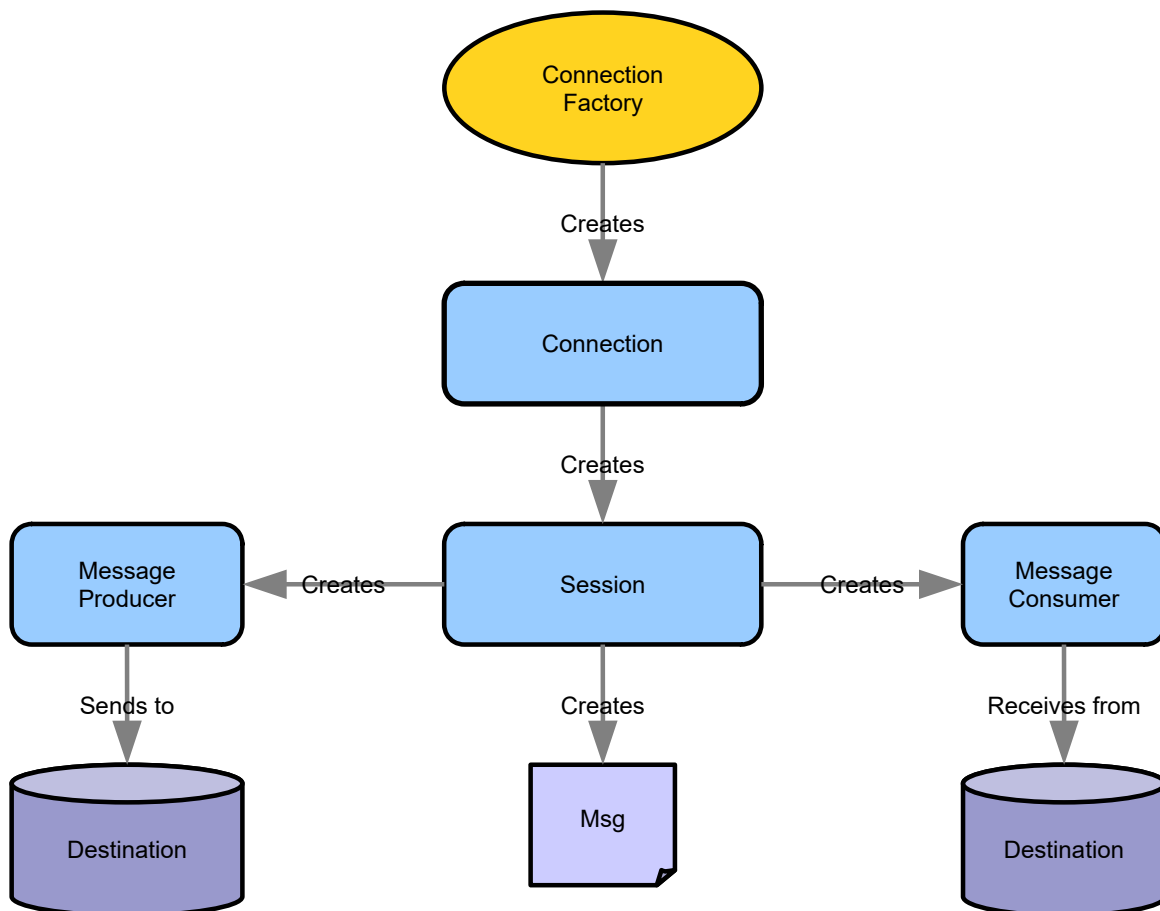 Connection
Factory
Creates
Connection
Creates
Message
Producer
Creates
Session
Creates
Message
Consumer
Sends to
Creates
Receives from
Destination
Msg
Destination